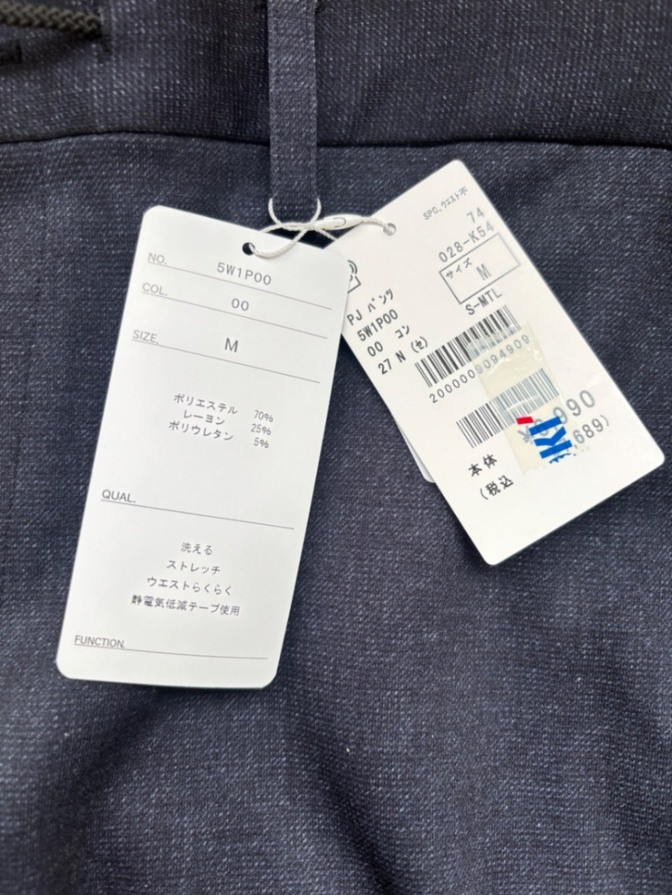 NO. 5W1P00
COL. 00
SIZE. M
ポリエステル 70%
レーヨン 25%
ポリウレタン 5%
QUAL.
洗える
ストレッチ
ウエストらくらく
静電気低減テープ使用
FUNCTION.
74
028-K54
サイズ M
S-MTL
PJ パンツ
5W1P00
00 コン
27 N (セ)
2000009094909
本体 990
(税込 ,689)